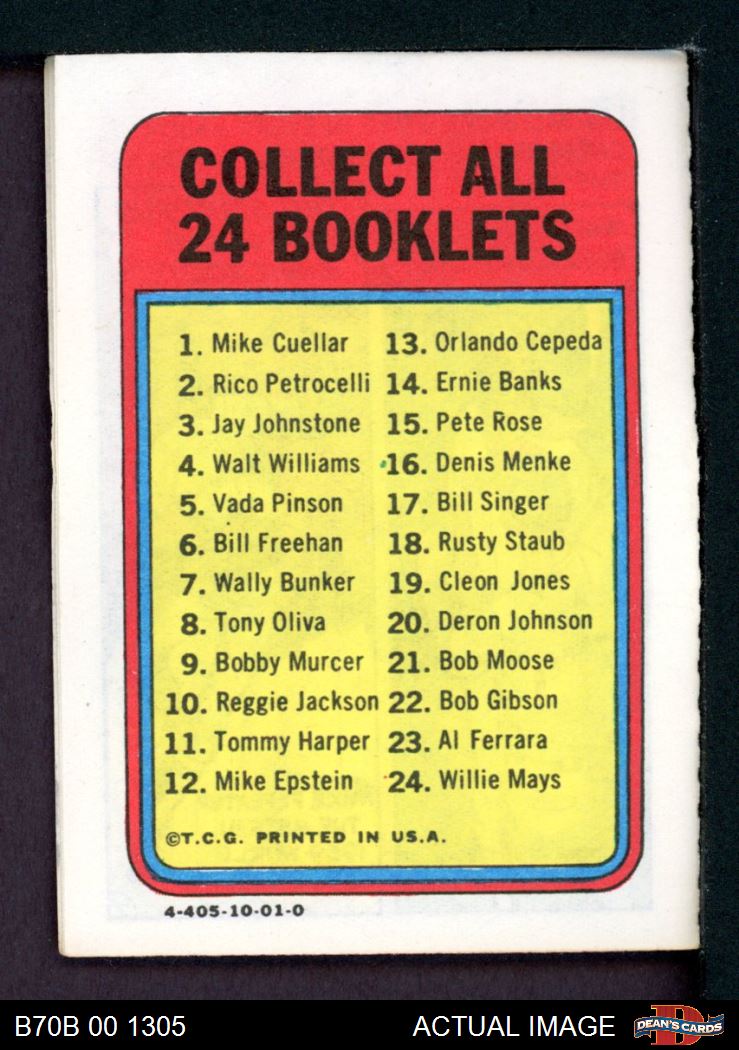 COLLECT ALL
24 BOOKLETS
1. Mike Cuellar
2. Rico Petrocelli
3. Jay Johnstone
4. Walt Williams
5. Vada Pinson
6. Bill Freehan
7. Wally Bunker
8. Tony Oliva
9. Bobby Murcer
10. Reggie Jackson
11. Tommy Harper
12. Mike Epstein
13. Orlando Cepeda
14. Ernie Banks
15. Pete Rose
16. Denis Menke
17. Bill Singer
18. Rusty Staub
19. Cleon Jones
20. Deron Johnson
21. Bob Moose
22. Bob Gibson
23. Al Ferrara
24. Willie Mays
©T.C.G. PRINTED IN U.S.A.
4-405-10-01-0
B70B 00 1305
ACTUAL IMAGE
D
DEAN'S CARDS